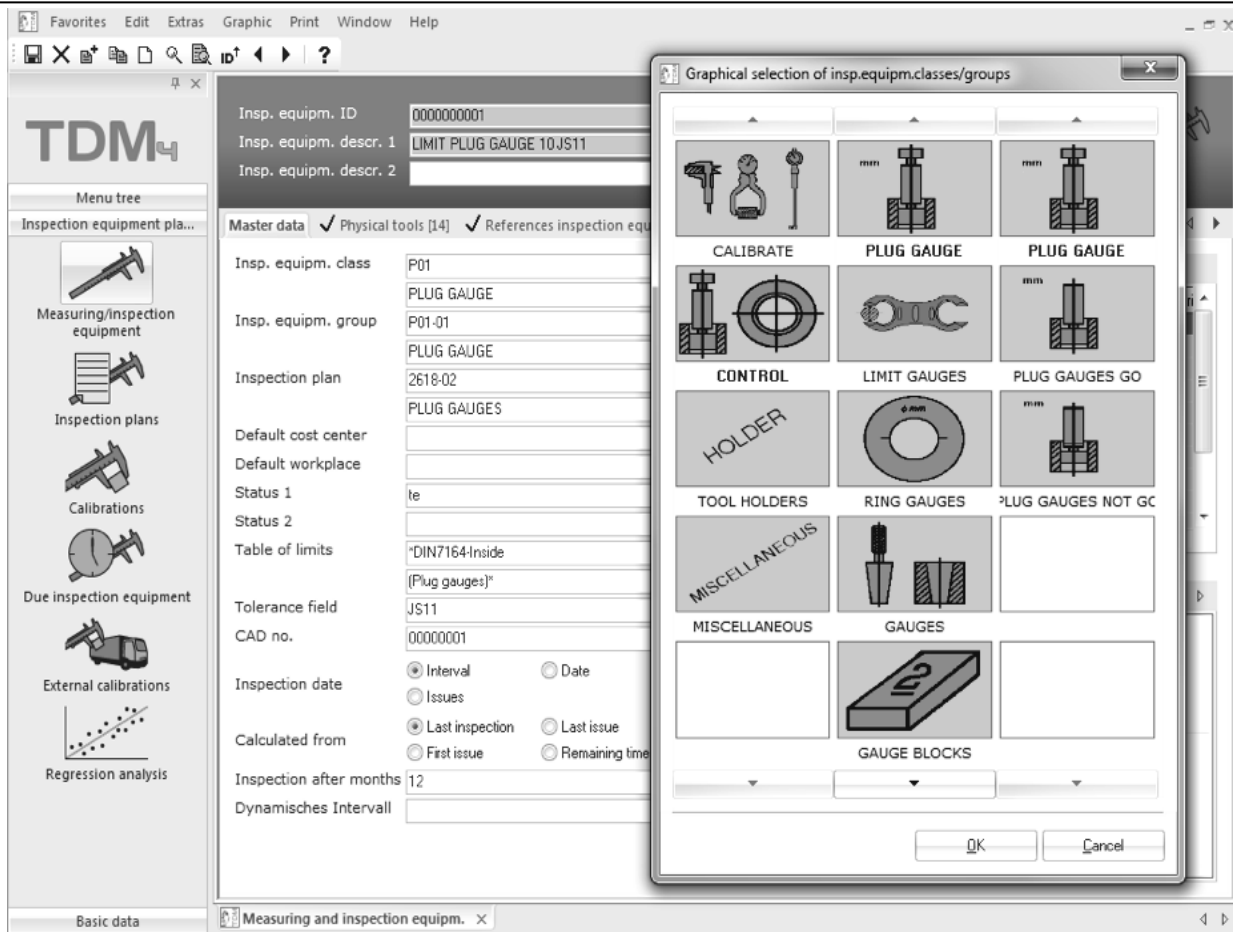 Favorites Edit Extras Graphic Print Window Help
ID ?
TDM4
Menu tree
Inspection equipment pla...
Measuring/inspection
equipment
Inspection plans
Calibrations
Due inspection equipment
External calibrations
Regression analysis
Basic data
Insp. equipm. ID 0000000001
Insp. equipm. descr. 1 LIMIT PLUG GAUGE 10JS11
Insp. equipm. descr. 2
Master data Physical tools [14] References inspection equ
Insp. equipm. class P01
PLUG GAUGE
Insp. equipm. group P01-01
PLUG GAUGE
Inspection plan 2618-02
PLUG GAUGES
Default cost center
Default workplace
Status 1 te
Status 2
Table of limits "DIN7164-Inside
(Plug gauges)"
Tolerance field JS11
CAD no. 00000001
Inspection date Interval Date
Issues
Calculated from Last inspection Last issue
First issue Remaining time
Inspection after months 12
Dynamisches Intervall
Measuring and inspection equipm.
Graphical selection of insp.equipm.classes/groups
mm mm
CALIBRATE PLUG GAUGE PLUG GAUGE
mm
CONTROL LIMIT GAUGES PLUG GAUGES GO
HOLDER ø mm mm
TOOL HOLDERS RING GAUGES PLUG GAUGES NOT GO
MISCELLANEOUS
MISCELLANEOUS GAUGES
2
GAUGE BLOCKS
OK Cancel